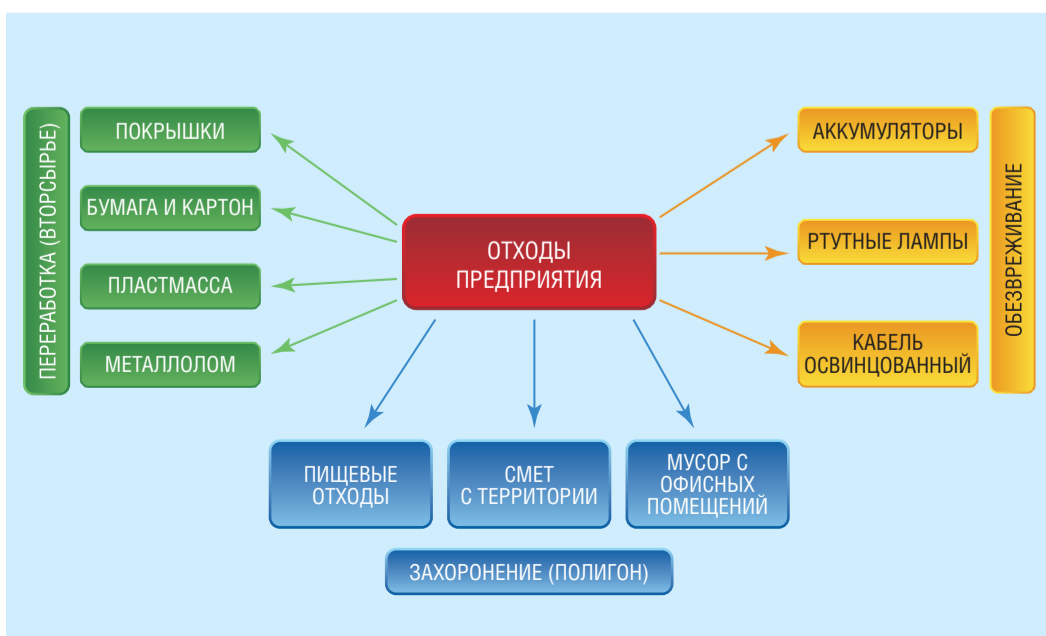 ПЕРЕРАБОТКА (ВТОРСЫРЬЕ)
ПОКРЫШКИ
БУМАГА И КАРТОН
ПЛАСТМАССА
МЕТАЛЛОЛОМ
ОТХОДЫ
ПРЕДПРИЯТИЯ
АККУМУЛЯТОРЫ
РТУТНЫЕ ЛАМПЫ
КАБЕЛЬ
ОСВИНЦОВАННЫЙ
ОБЕЗВРЕЖИВАНИЕ
ПИЩЕВЫЕ
ОТХОДЫ
СМЕТ
С ТЕРРИТОРИИ
МУСОР С
ОФИСНЫХ
ПОМЕЩЕНИЙ
ЗАХОРОНЕНИЕ (ПОЛИГОН)